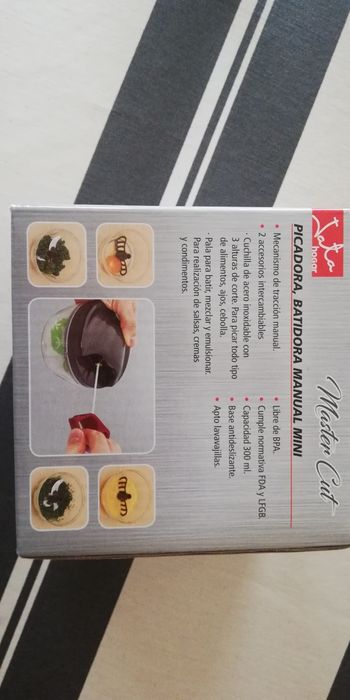 Jata
hogar
Master Cut
PICADORA, BATIDORA MANUAL MINI
• Mecanismo de tracción manual.
• 2 accesorios intercambiables
- Cuchilla de acero inoxidable con
3 alturas de corte. Para picar todo tipo
de alimentos, ajos, cebolla.
Pala para batir, mezclar y emulsionar.
Para realización de salsas, cremas
y condimentos.
• Libre de BPA.
• Cumple normativa FDA y LFGB.
• Capacidad 300 ml.
• Base antideslizante.
• Apto lavavajillas.